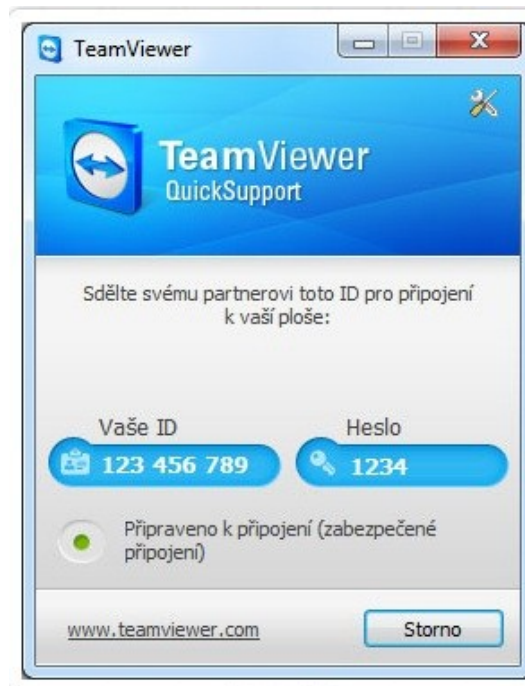 TeamViewer
TeamViewer
QuickSupport
Sdělte svému partnerovi toto ID pro připojení
k vaší ploše:
Vaše ID
Heslo
123 456 789
1234
Připraveno k připojení (zabezpečené
připojení)
www.teamviewer.com
Storno